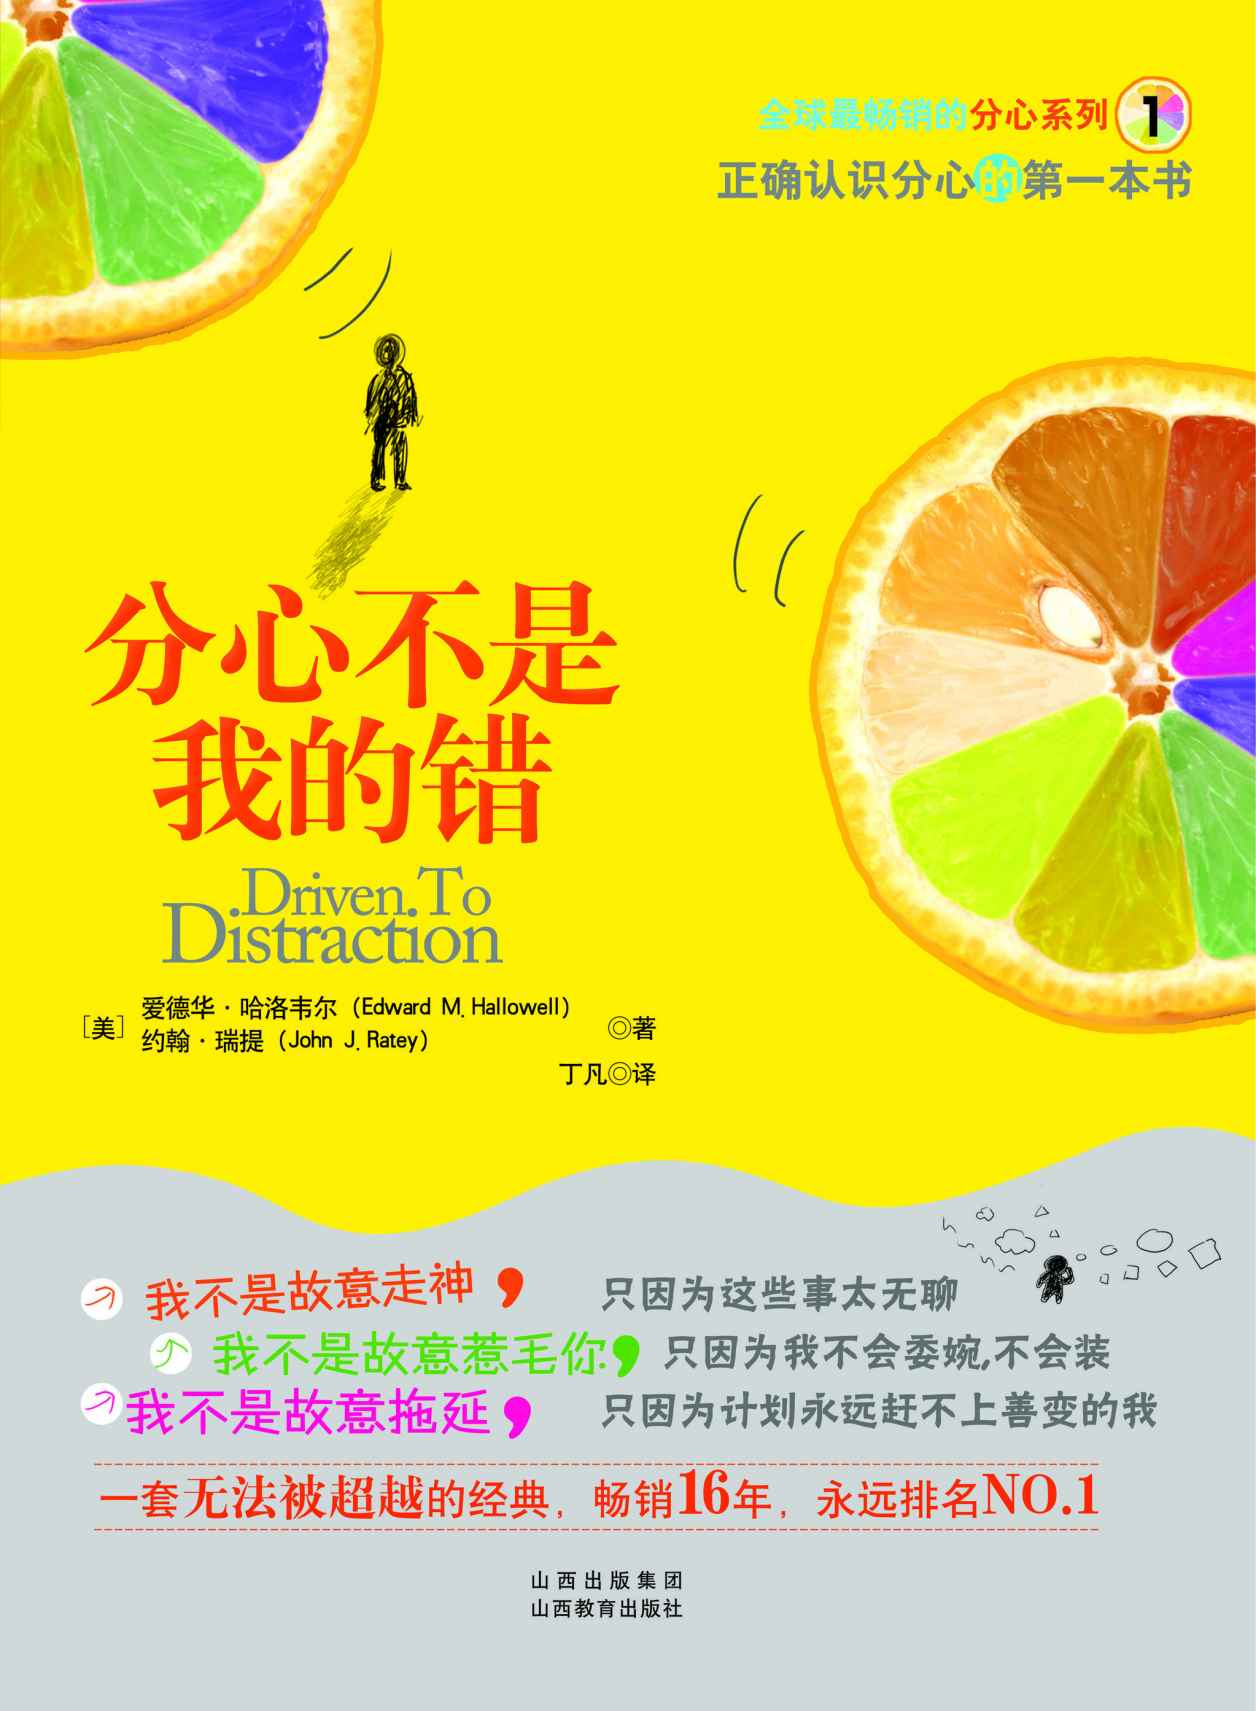 全球最畅销的分心系列 1
正确认识分心的第一本书
分心不是
我的错
Driven To
Distraction
[美] 爱德华·哈洛韦尔（Edward M. Hallowell）
约翰·瑞提（John J. Ratey）
◎著
丁凡◎译
我不是故意走神，只因为这些事太无聊
我不是故意惹毛你，只因为我不会委婉,不会装
我不是故意拖延，只因为计划永远赶不上善变的我
一套无法被超越的经典，畅销16年，永远排名NO.1
山西出版集团
山西教育出版社